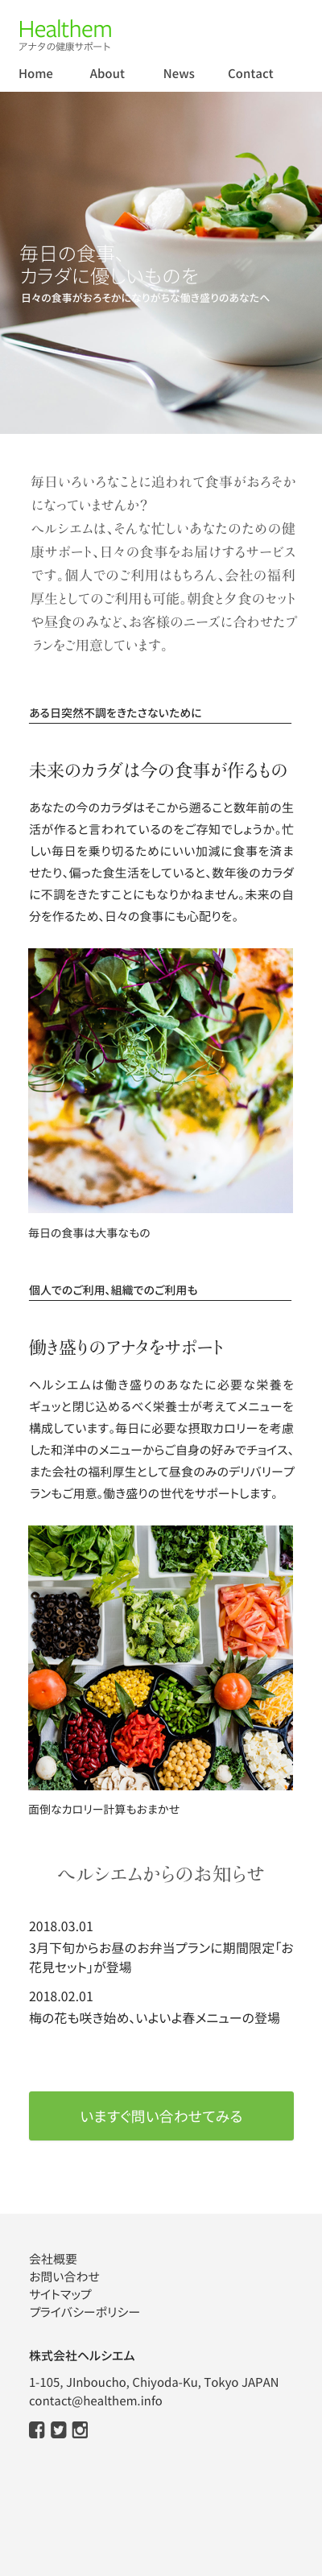 Healthem
アナタの健康サポート
Home About News Contact
毎日の食事、
カラダに優しいものを
日々の食事がおろそかになりがちな働き盛りのあなたへ
毎日いろいろなことに追われて食事がおろそか
になっていませんか?
ヘルシエムは、そんな忙しいあなたのための健
康サポート、日々の食事をお届けするサービス
です。個人でのご利用はもちろん、会社の福利
厚生としてのご利用も可能。朝食と夕食のセット
や昼食のみなど、お客様のニーズに合わせたプ
ランをご用意しています。
ある日突然不調をきたさないために
未来のカラダは今の食事が作るもの
あなたの今のカラダはそこから遡ること数年前の生
活が作ると言われているのをご存知でしょうか。忙
しい毎日を乗り切るためにいい加減に食事を済ま
せたり、偏った食生活をしていると、数年後のカラダ
に不調をきたすことにもなりかねません。未来の自
分を作るため、日々の食事にも心配りを。
毎日の食事は大事なもの
個人でのご利用、組織でのご利用も
働き盛りのアナタをサポート
ヘルシエムは働き盛りのあなたに必要な栄養を
ギュッと閉じ込めるべく栄養士が考えてメニューを
構成しています。毎日に必要な摂取カロリーを考慮
した和洋中のメニューからご自身の好みでチョイス、
また会社の福利厚生として昼食のみのデリバリープ
ランもご用意。働き盛りの世代をサポートします。
面倒なカロリー計算もおまかせ
ヘルシエムからのお知らせ
2018.03.01
3月下旬からお昼のお弁当プランに期間限定「お
花見セット」が登場
2018.02.01
梅の花も咲き始め、いよいよ春メニューの登場
いますぐ問い合わせてみる
会社概要
お問い合わせ
サイトマップ
プライバシーポリシー
株式会社ヘルシエム
1-105, JInboucho, Chiyoda-Ku, Tokyo JAPAN
contact@healthem.info